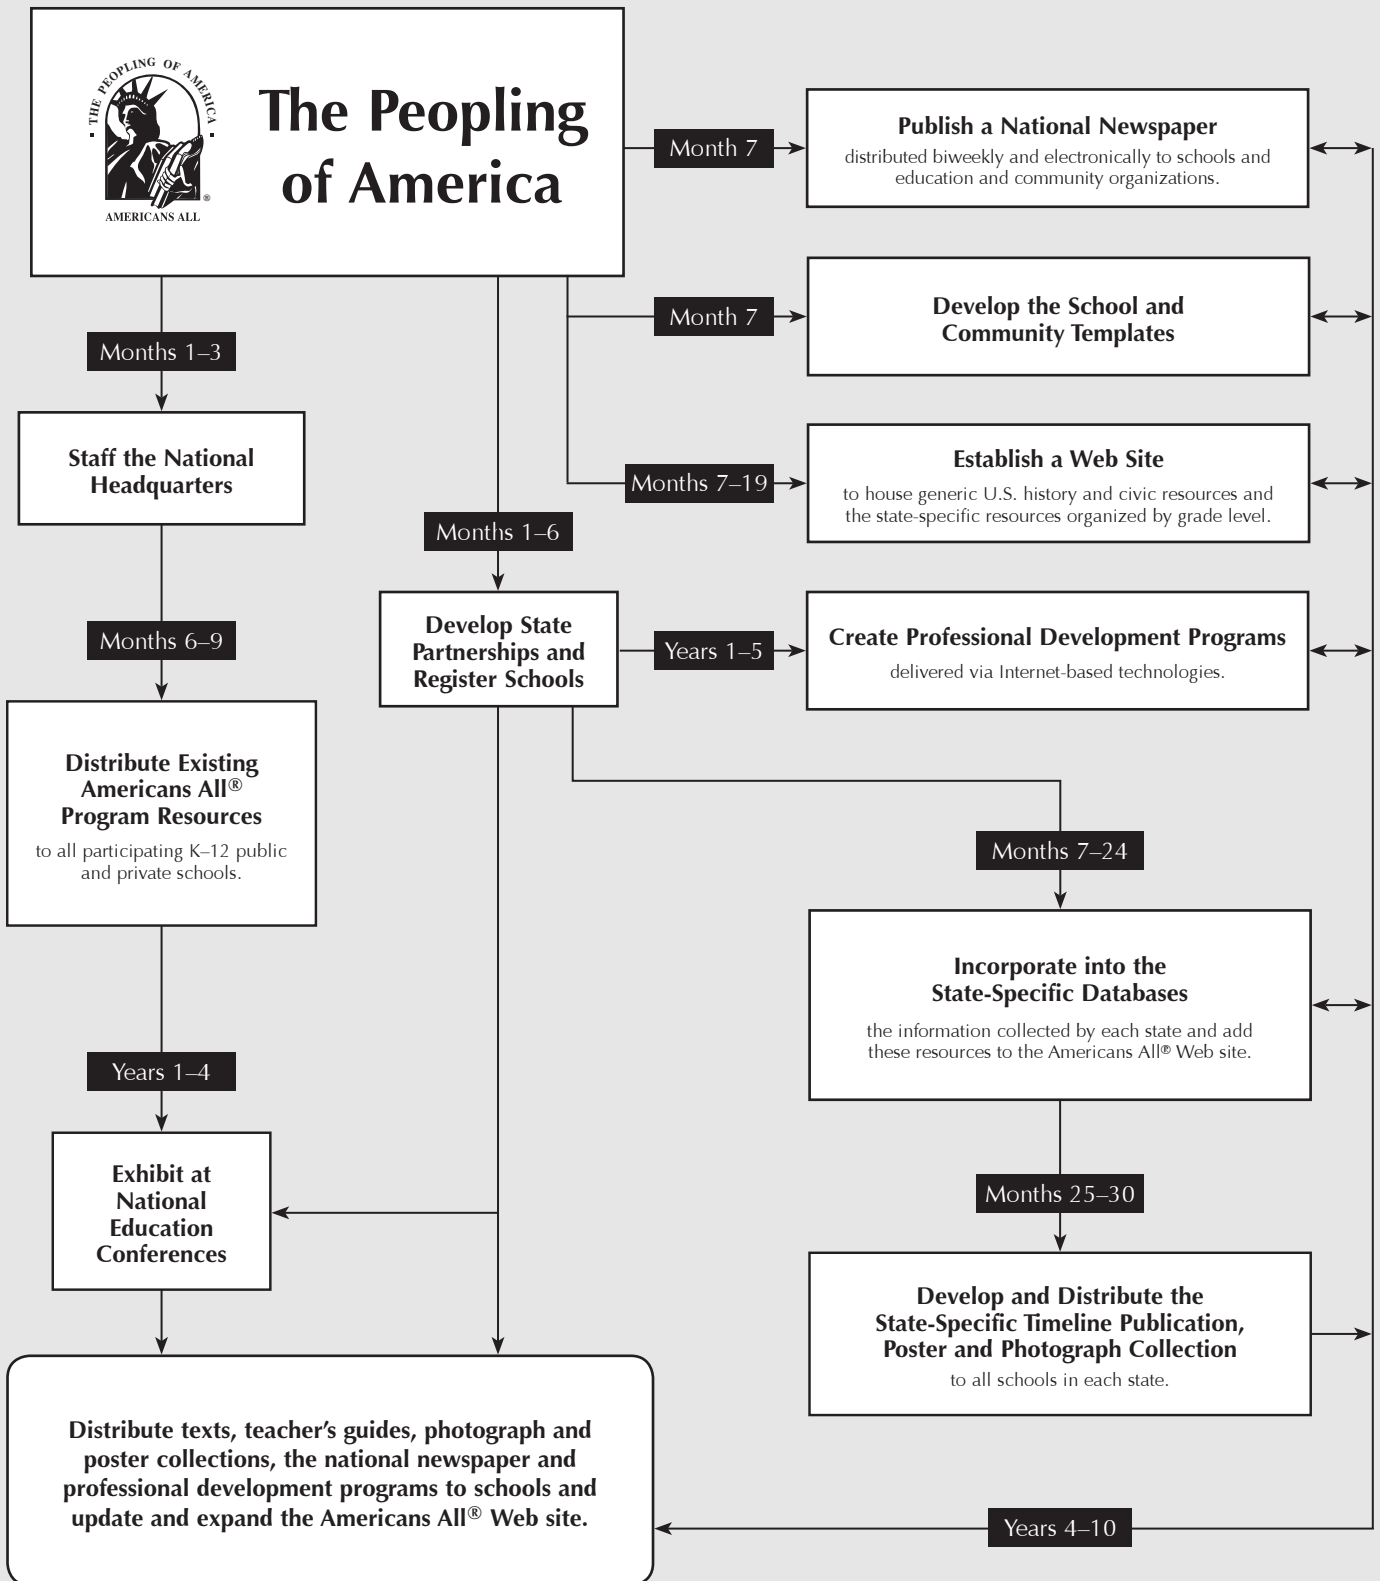 THE PEOPLING OF AMERICA
®
AMERICANS ALL
The Peopling
of America
Month 7
Publish a National Newspaper
distributed biweekly and electronically to schools and
education and community organizations.
Month 7
Develop the School and
Community Templates
Months 7–19
Establish a Web Site
to house generic U.S. history and civic resources and
the state-specific resources organized by grade level.
Months 1–3
Staff the National
Headquarters
Months 1–6
Develop State
Partnerships and
Register Schools
Years 1–5
Create Professional Development Programs
delivered via Internet-based technologies.
Months 6–9
Distribute Existing
Americans All®
Program Resources
to all participating K–12 public
and private schools.
Months 7–24
Incorporate into the
State-Specific Databases
the information collected by each state and add
these resources to the Americans All® Web site.
Years 1–4
Exhibit at
National
Education
Conferences
Months 25–30
Develop and Distribute the
State-Specific Timeline Publication,
Poster and Photograph Collection
to all schools in each state.
Distribute texts, teacher’s guides, photograph and
poster collections, the national newspaper and
professional development programs to schools and
update and expand the Americans All® Web site.
Years 4–10